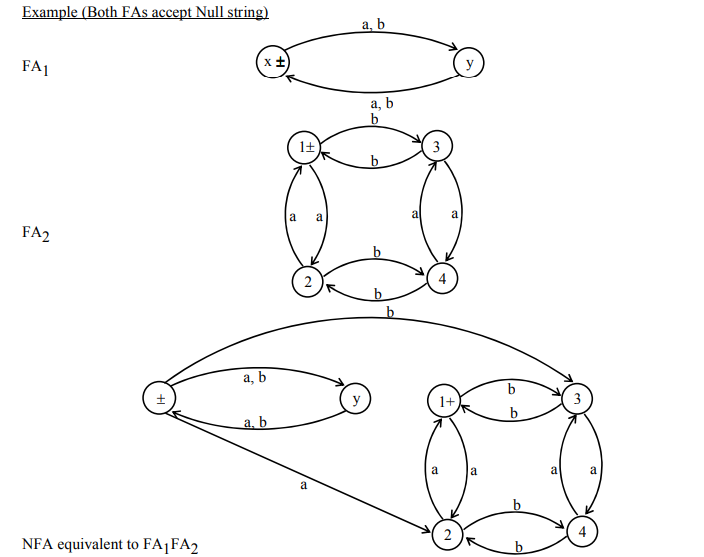 Example (Both FAs accept Null string)
a, b
FA1
x ±
y
a, b
b
1±
3
b
a
a
a
a
FA2
b
2
4
b
b
a, b
b
±
y
1+
3
b
a, b
a
a
a
a
a
b
2
4
NFA equivalent to FA1FA2
b